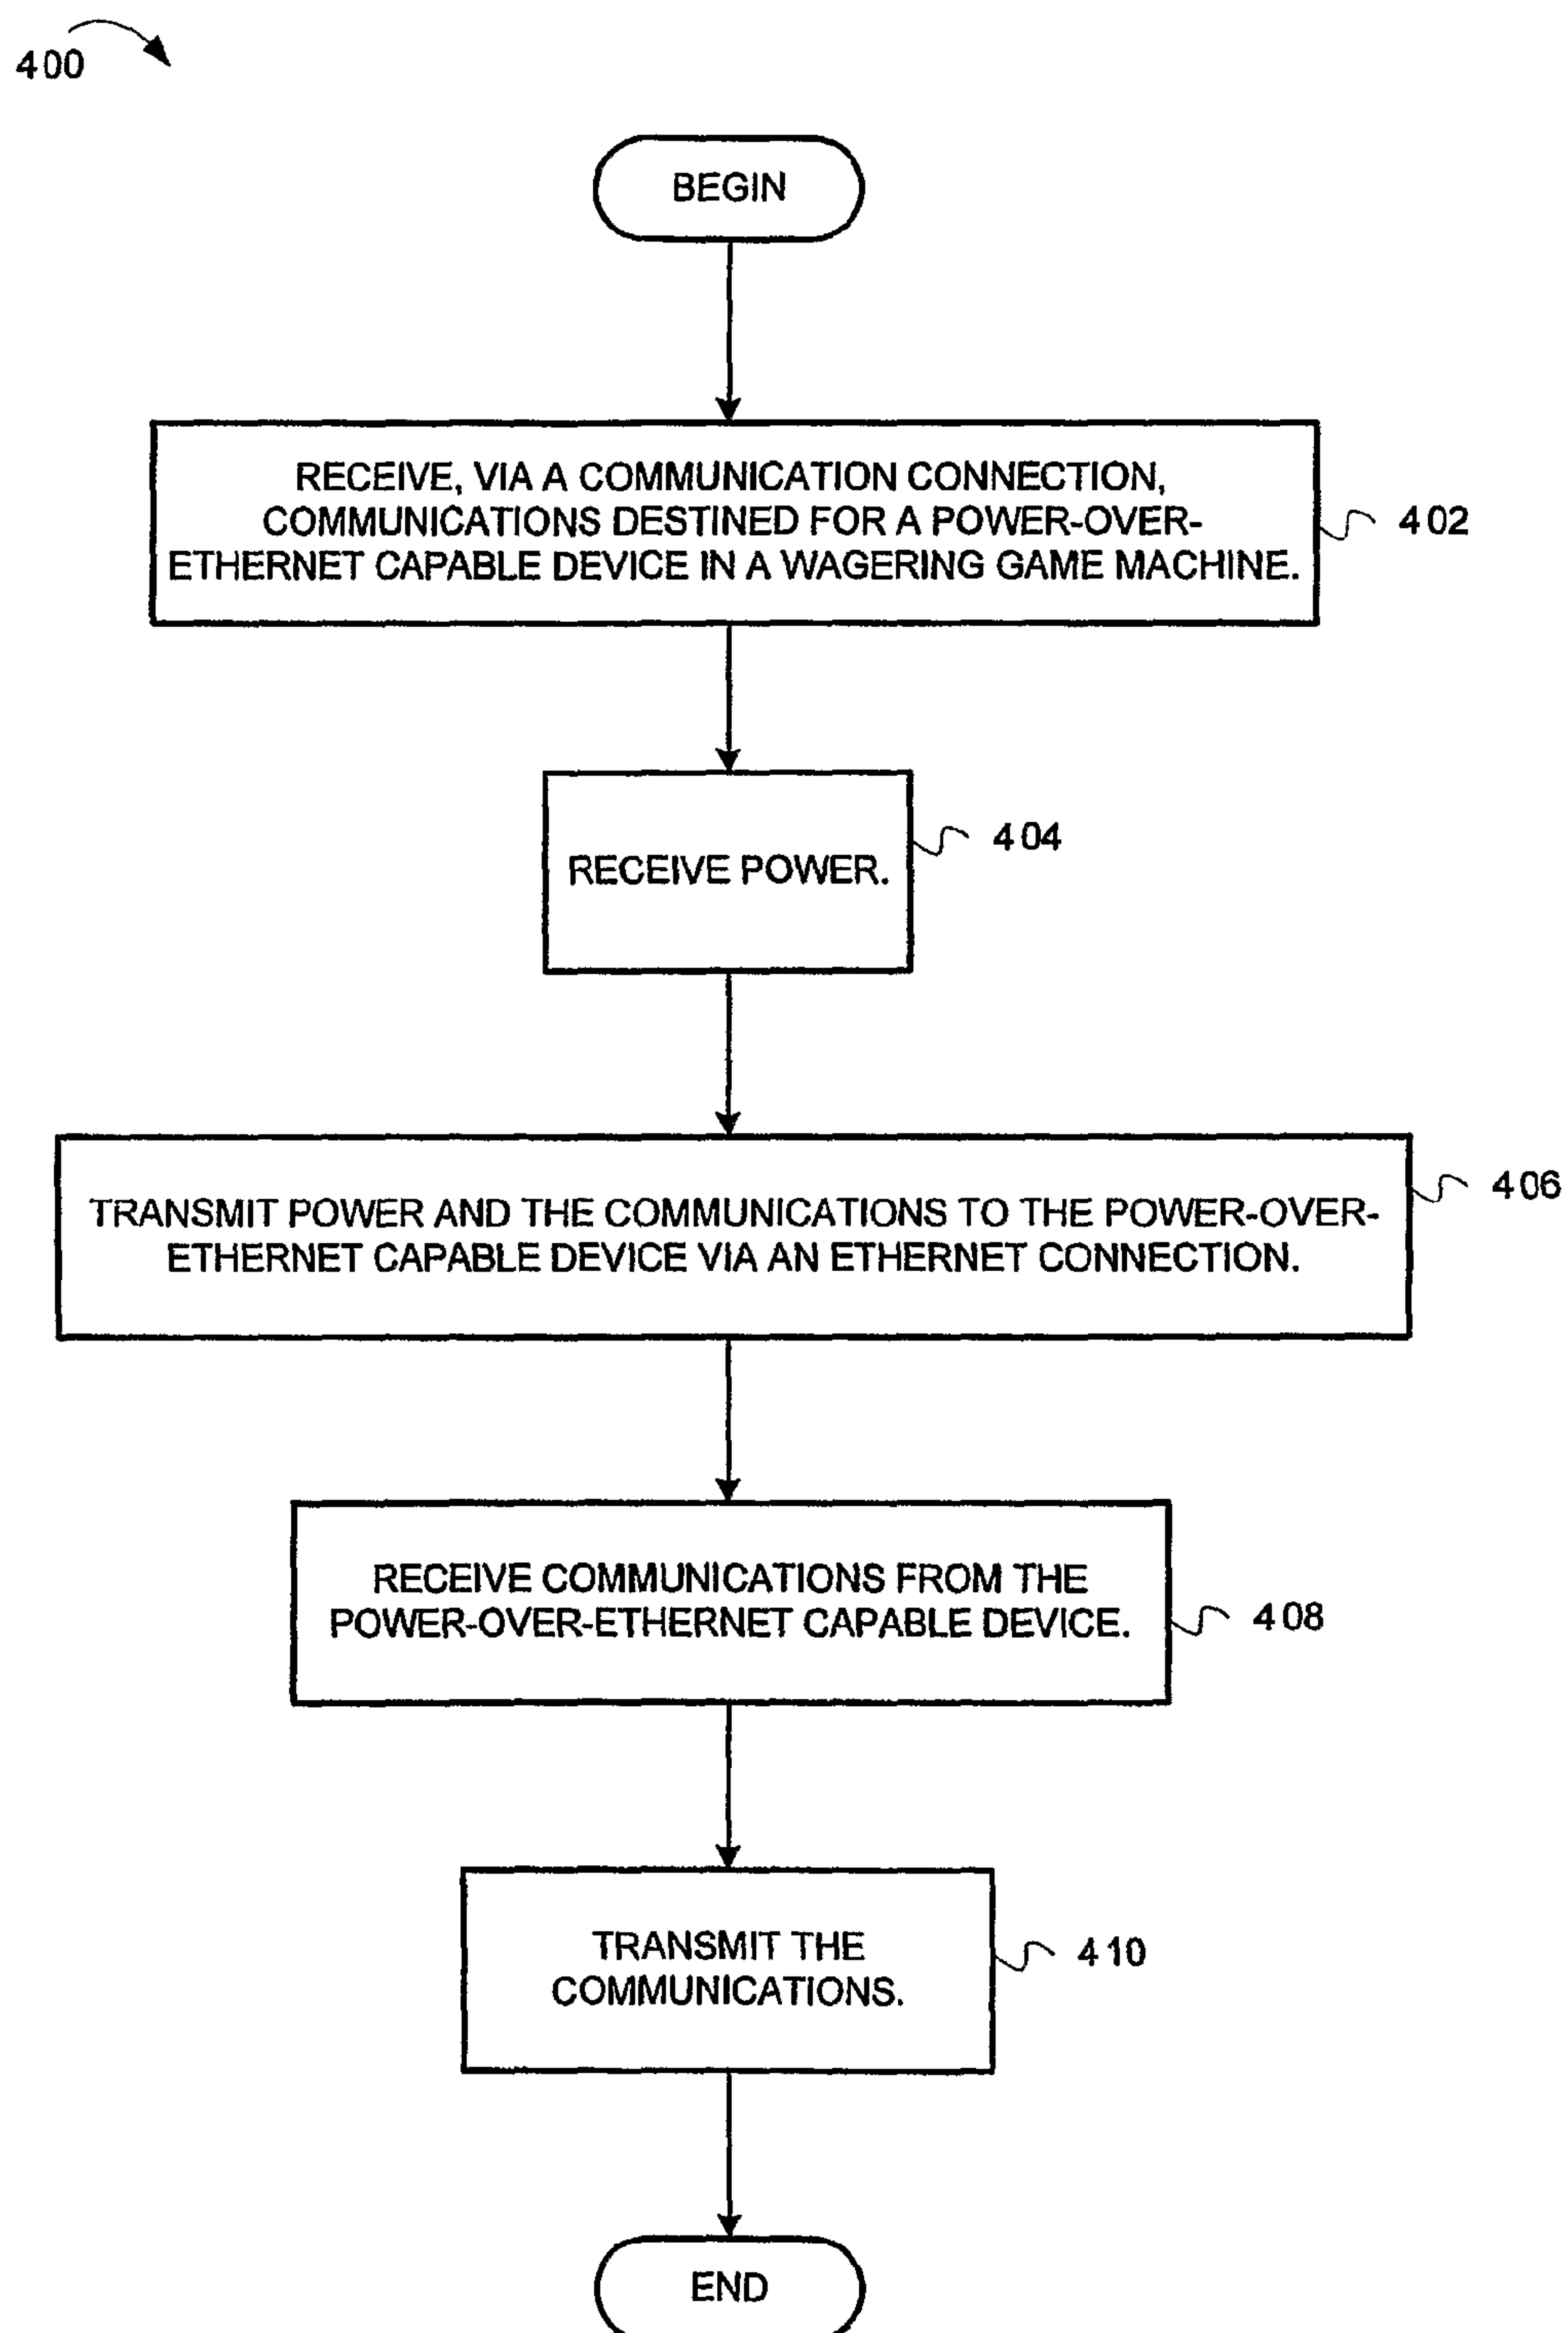 400
BEGIN
RECEIVE, VIA A COMMUNICATION CONNECTION,
COMMUNICATIONS DESTINED FOR A POWER-OVER-
ETHERNET CAPABLE DEVICE IN A WAGERING GAME MACHINE.
402
404
RECEIVE POWER.
406
TRANSMIT POWER AND THE COMMUNICATIONS TO THE POWER-OVER-
ETHERNET CAPABLE DEVICE VIA AN ETHERNET CONNECTION.
RECEIVE COMMUNICATIONS FROM THE
POWER-OVER-ETHERNET CAPABLE DEVICE.
408
TRANSMIT THE
COMMUNICATIONS.
410
END